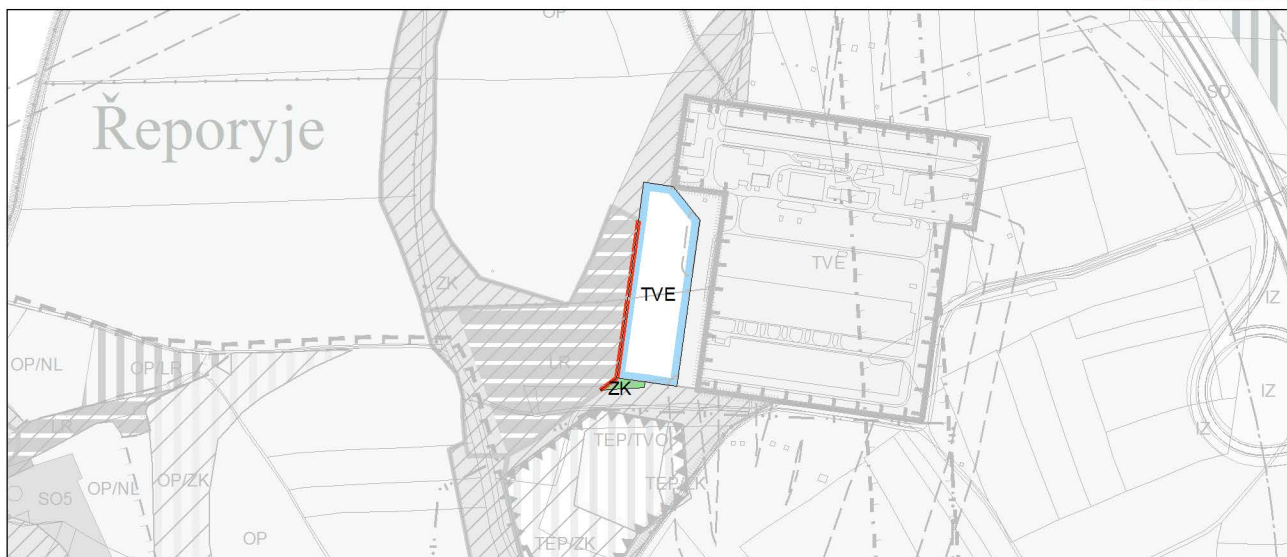 OP
SO
Řeporyje
TVE
ZK
TVE
IZ
OP/NL
OP/LR
LR
ZK
IZ
LR
IZ
TEP/TVO
OP/ZK
TEP/ZK
SO5
OP/NL
OP
TEP/ZK